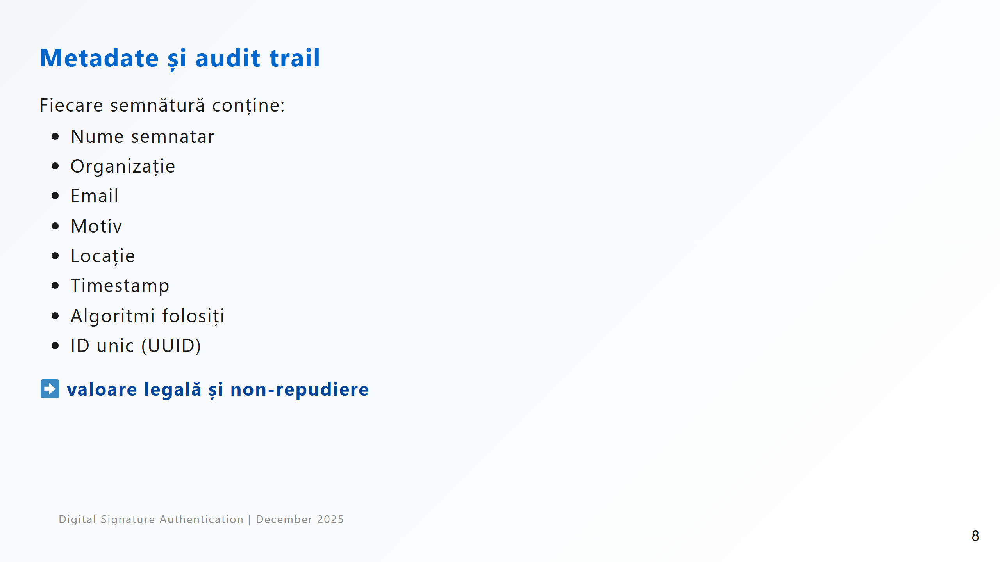 Metadate și audit trail
Fiecare semnătură conține:
• Nume semnatar
• Organizație
• Email
• Motiv
• Locație
• Timestamp
• Algoritmi folosiți
• ID unic (UUID)
➡️ valoare legală și non-repudiere
Digital Signature Authentication | December 2025
8